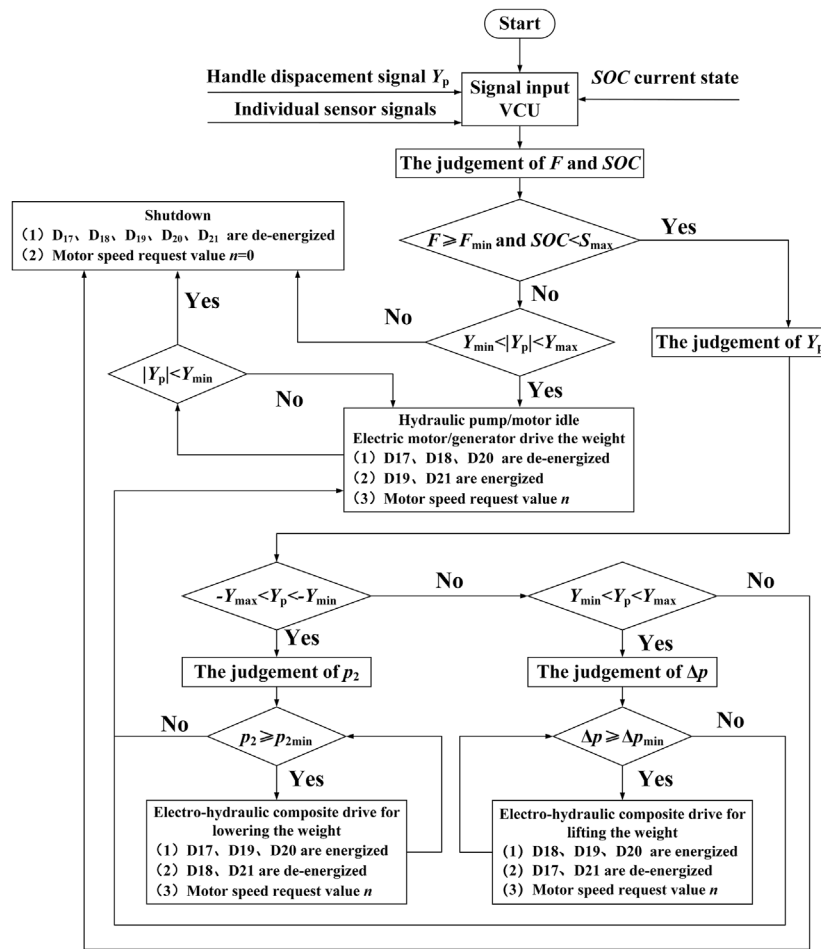 Start
Handle dispacement signal Yₚ
Individual sensor signals
Signal input
VCU
SOC current state
The judgement of F and SOC
Shutdown
（1）D₁₇、D₁₈、D₁₉、D₂₀、D₂₁ are de-energized
（2）Motor speed request value n=0
F⩾Fₘᵢₙ and SOC<Sₘₐₓ
Yes
No
Yes
No
Yₘᵢₙ<|Yₚ|<Yₘₐₓ
The judgement of Yₚ
|Yₚ|<Yₘᵢₙ
No
Yes
Hydraulic pump/motor idle
Electric motor/generator drive the weight
（1）D17、D18、D20 are de-energized
（2）D19、D21 are energized
（3）Motor speed request value n
-Yₘₐₓ<Yₚ<-Yₘᵢₙ
No
Yₘᵢₙ<Yₚ<Yₘₐₓ
No
Yes
Yes
The judgement of p₂
The judgement of Δp
No
p₂⩾p₂ₘᵢₙ
Δp⩾Δpₘᵢₙ
No
Yes
Yes
Electro-hydraulic composite drive for
lowering the weight
（1）D17、D19、D20 are energized
（2）D18、D21 are de-energized
（3）Motor speed request value n
Electro-hydraulic composite drive for
lifting the weight
（1）D18、D19、D20 are energized
（2）D17、D21 are de-energized
（3）Motor speed request value n